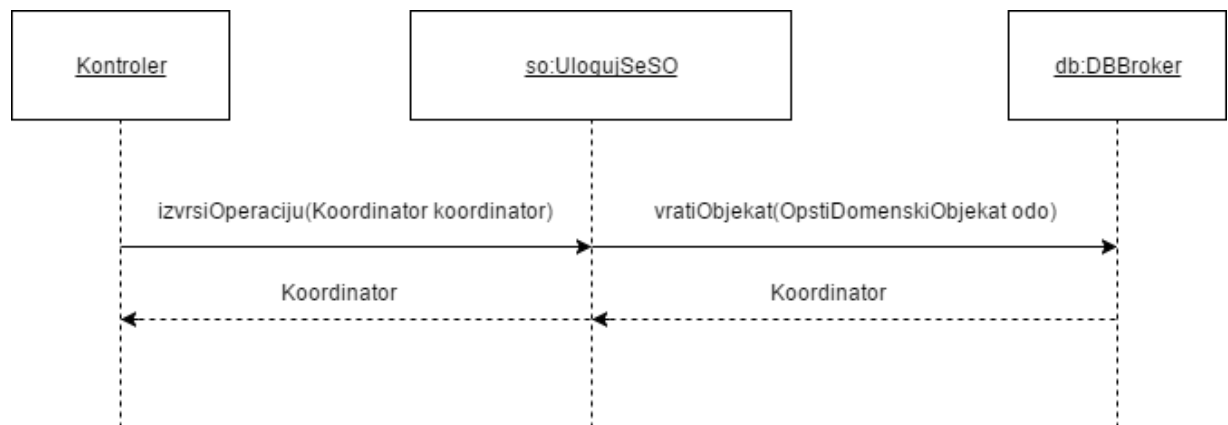 Kontroler
so:UlogujSeSO
db:DBBroker
izvrsiOperaciju(Koordinator koordinator)
vratiObjekat(OpstiDomenskiObjekat odo)
Koordinator
Koordinator